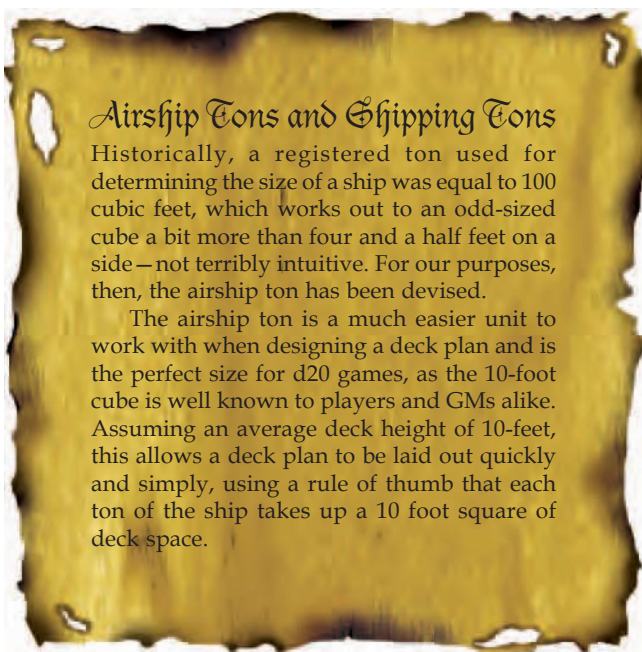 Airship Tons and Shipping Tons
Historically, a registered ton used for
determining the size of a ship was equal to 100
cubic feet, which works out to an odd-sized
cube a bit more than four and a half feet on a
side—not terribly intuitive. For our purposes,
then, the airship ton has been devised.
The airship ton is a much easier unit to
work with when designing a deck plan and is
the perfect size for d20 games, as the 10-foot
cube is well known to players and GMs alike.
Assuming an average deck height of 10-feet,
this allows a deck plan to be laid out quickly
and simply, using a rule of thumb that each
ton of the ship takes up a 10 foot square of
deck space.